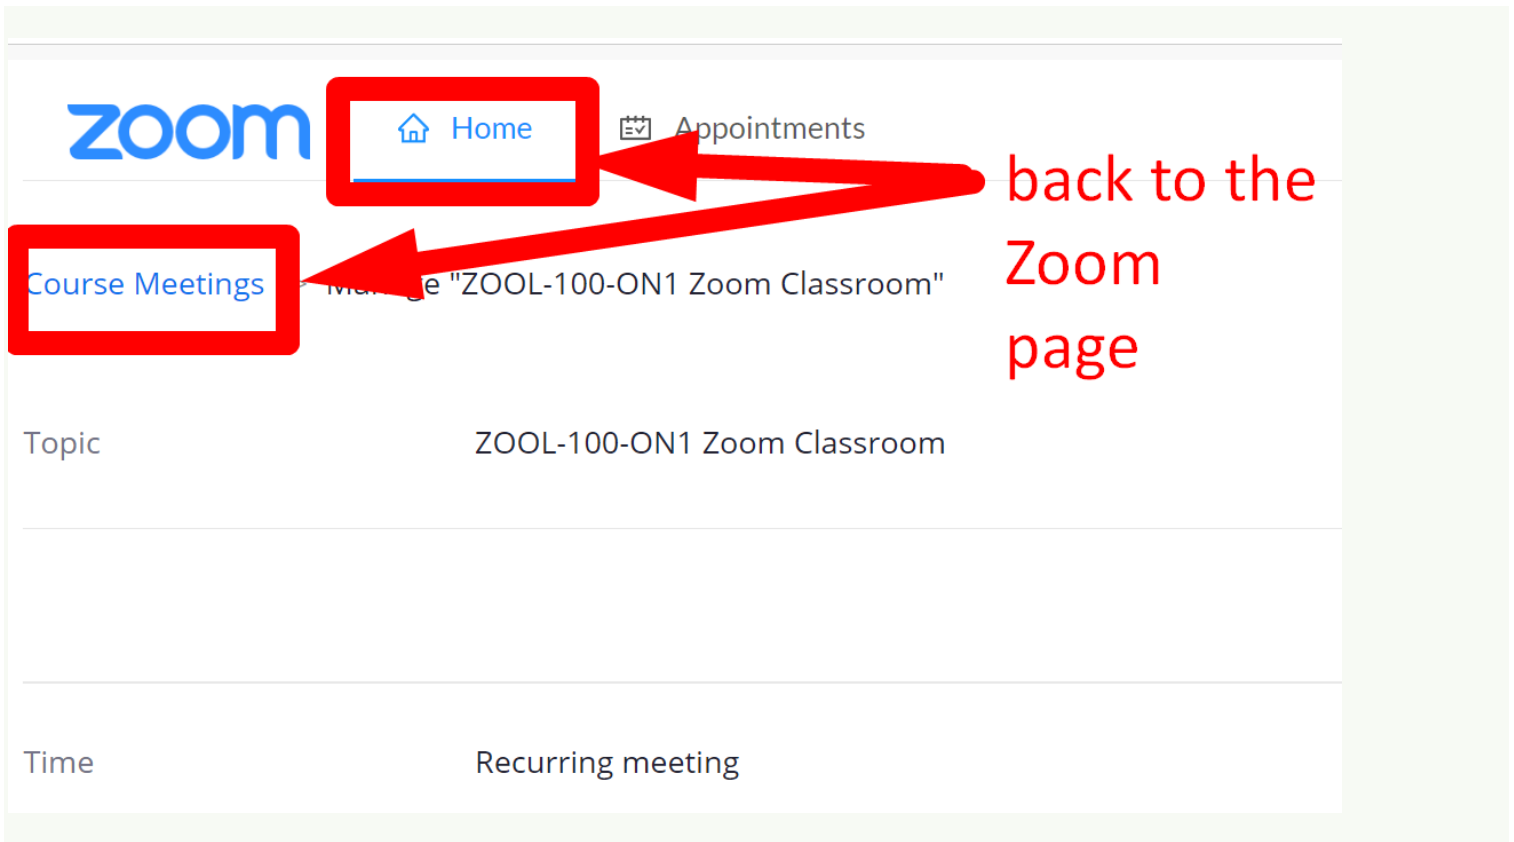 zoom
Home
Appointments
back to the
Zoom
page
Course Meetings > Manage "ZOOL-100-ON1 Zoom Classroom"
Topic
ZOOL-100-ON1 Zoom Classroom
Time
Recurring meeting